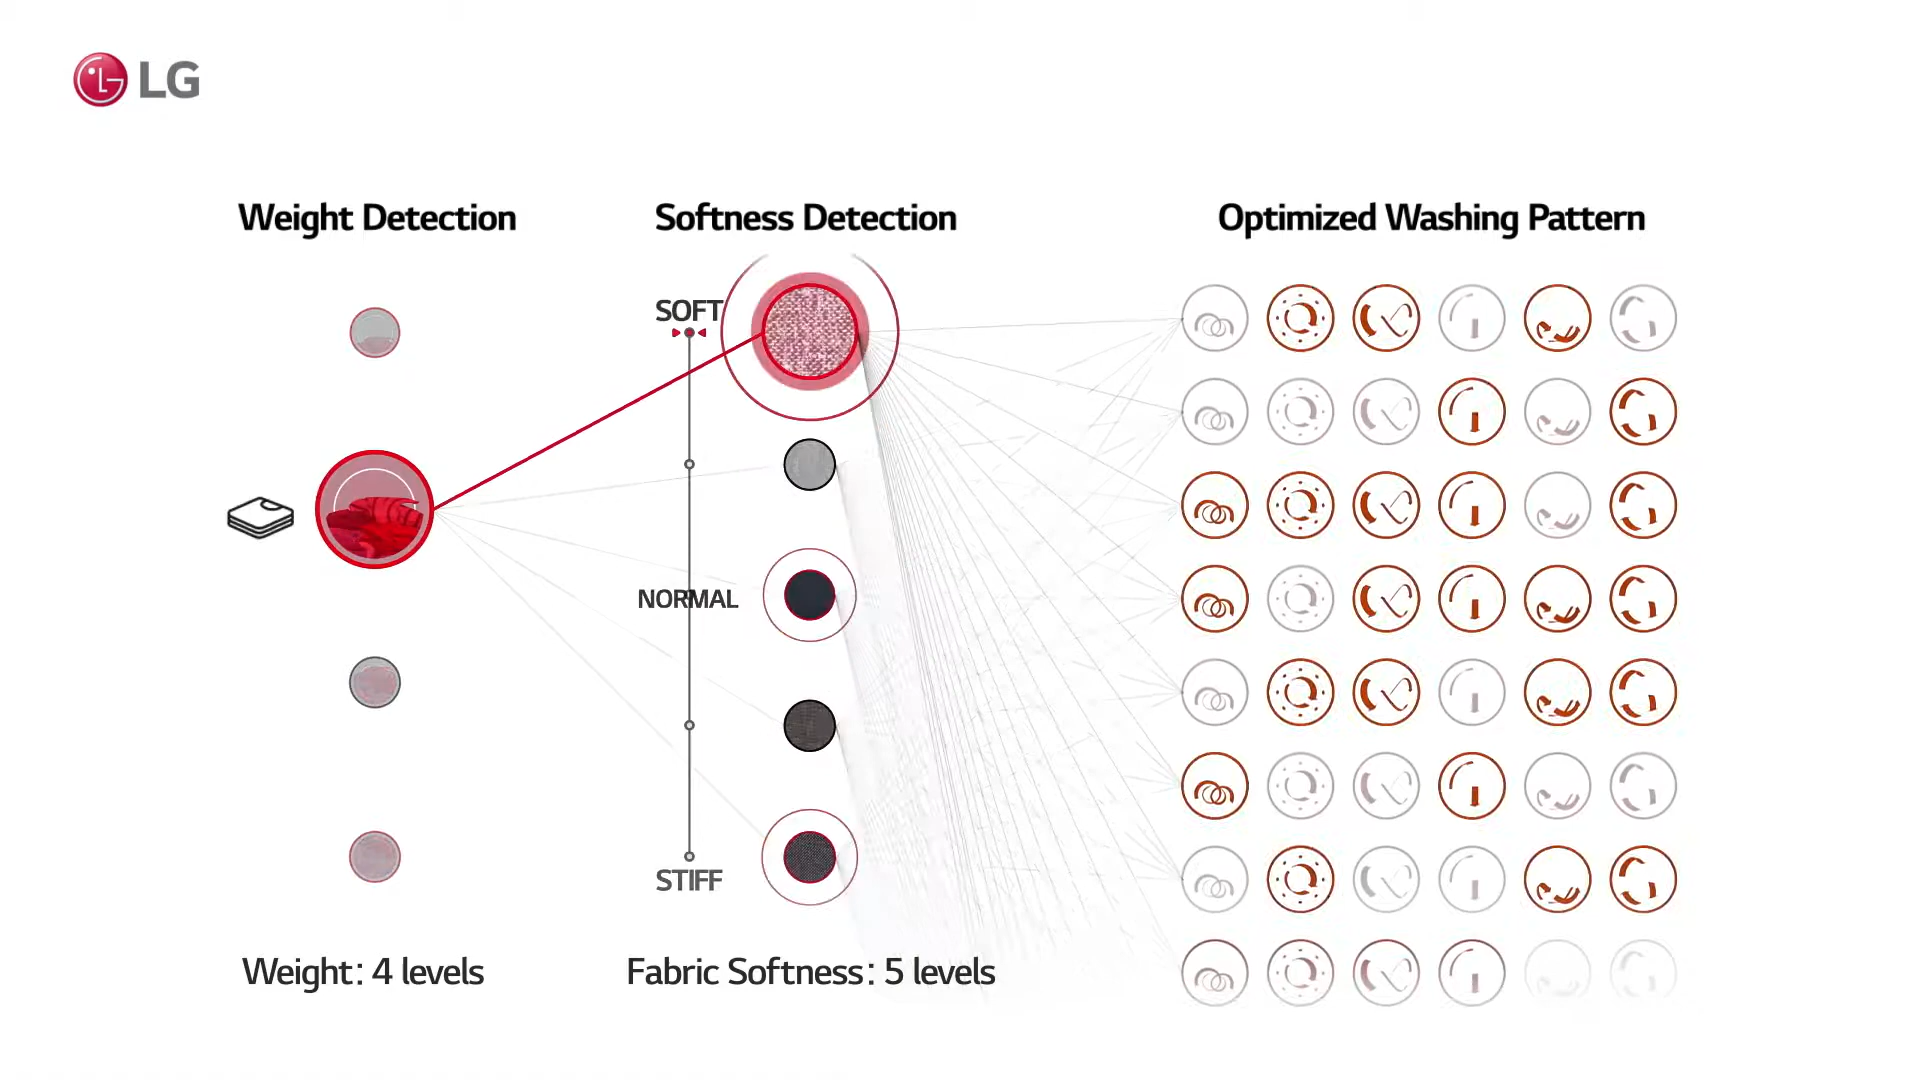 LG
Weight Detection
Softness Detection
Optimized Washing Pattern
SOFT
NORMAL
STIFF
Weight: 4 levels
Fabric Softness: 5 levels